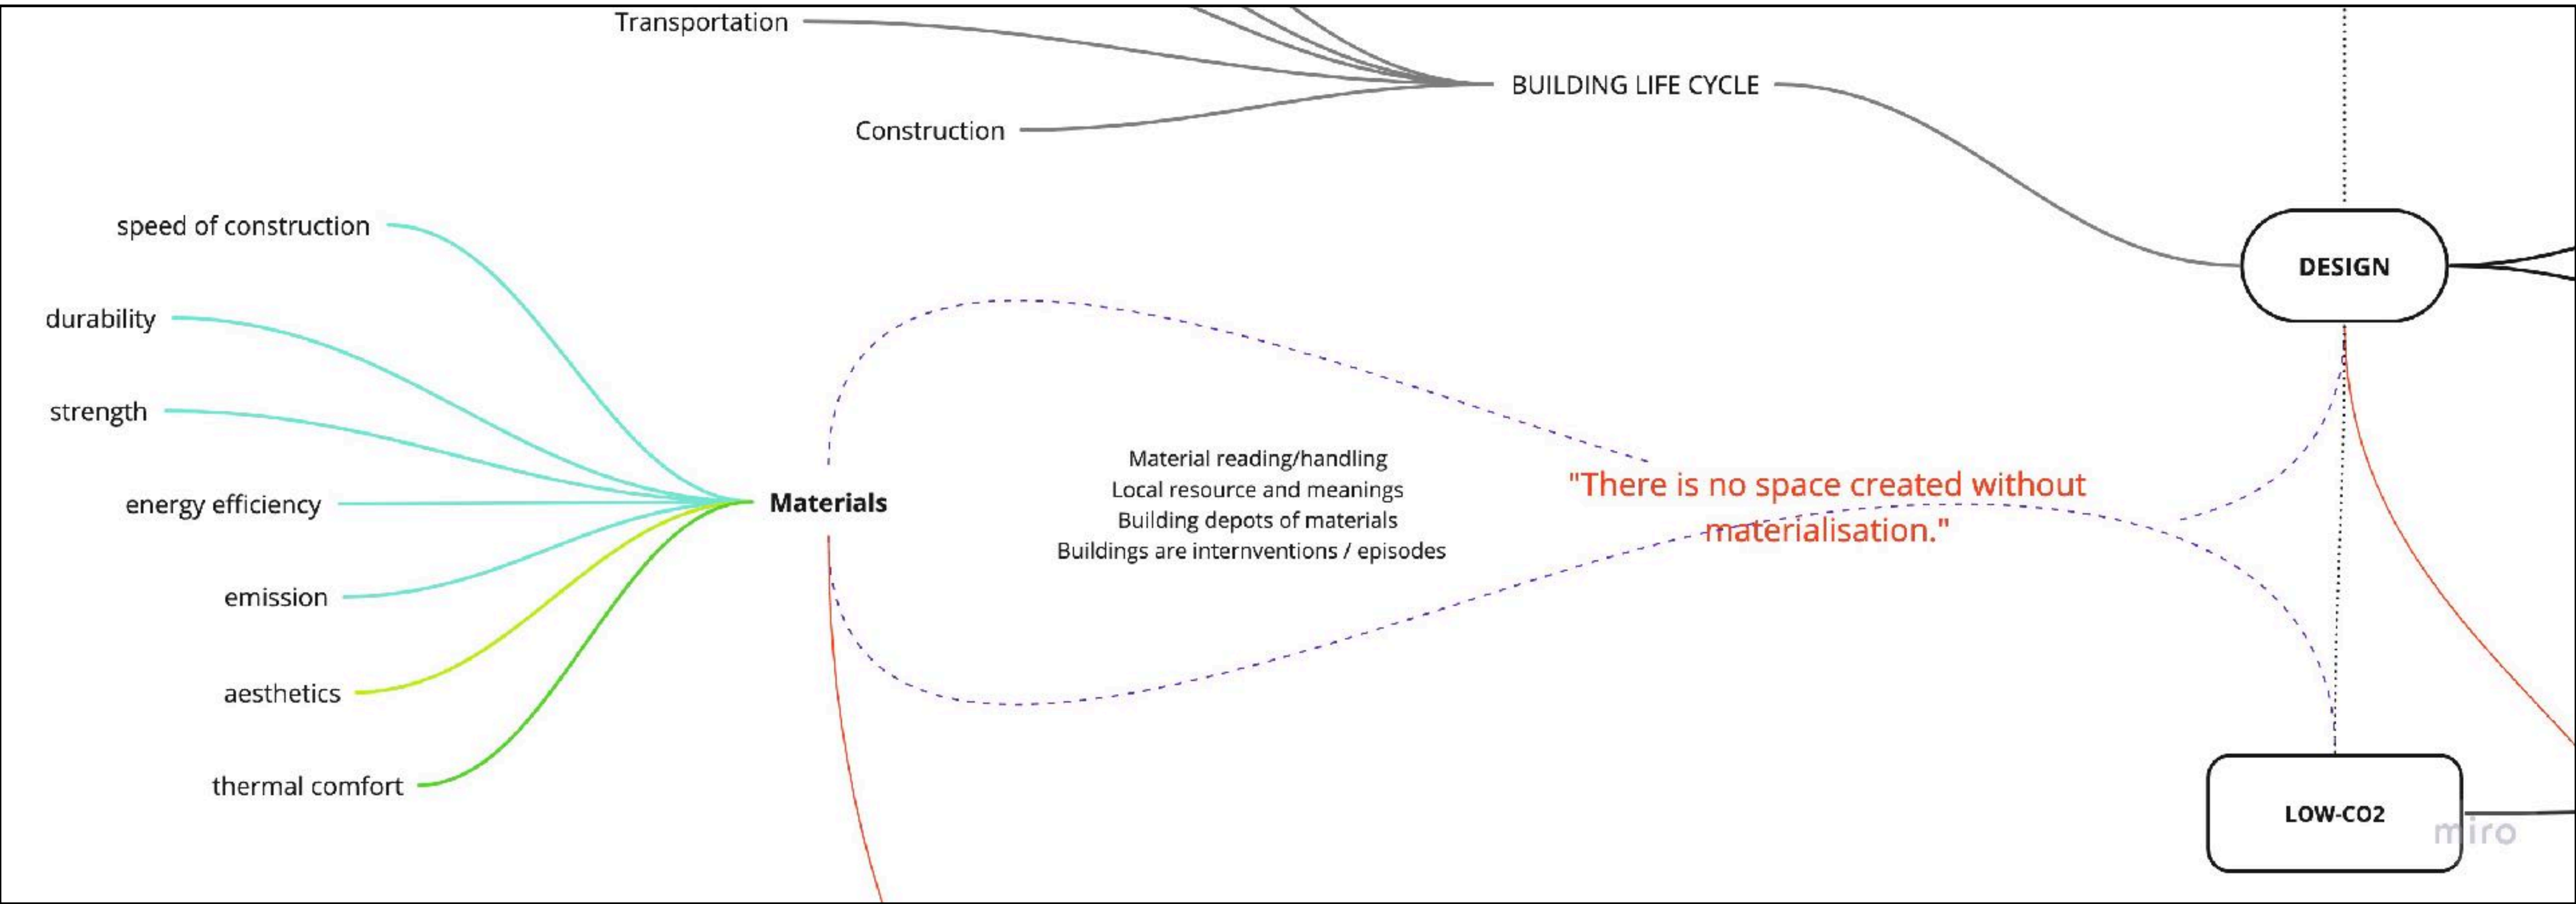 Transportation
BUILDING LIFE CYCLE
Construction
speed of construction
durability
strength
energy efficiency
emission
aesthetics
thermal comfort
Materials
Material reading/handling
Local resource and meanings
Building depots of materials
Buildings are internventions / episodes
"There is no space created without
materialisation."
DESIGN
LOW-CO2
miro